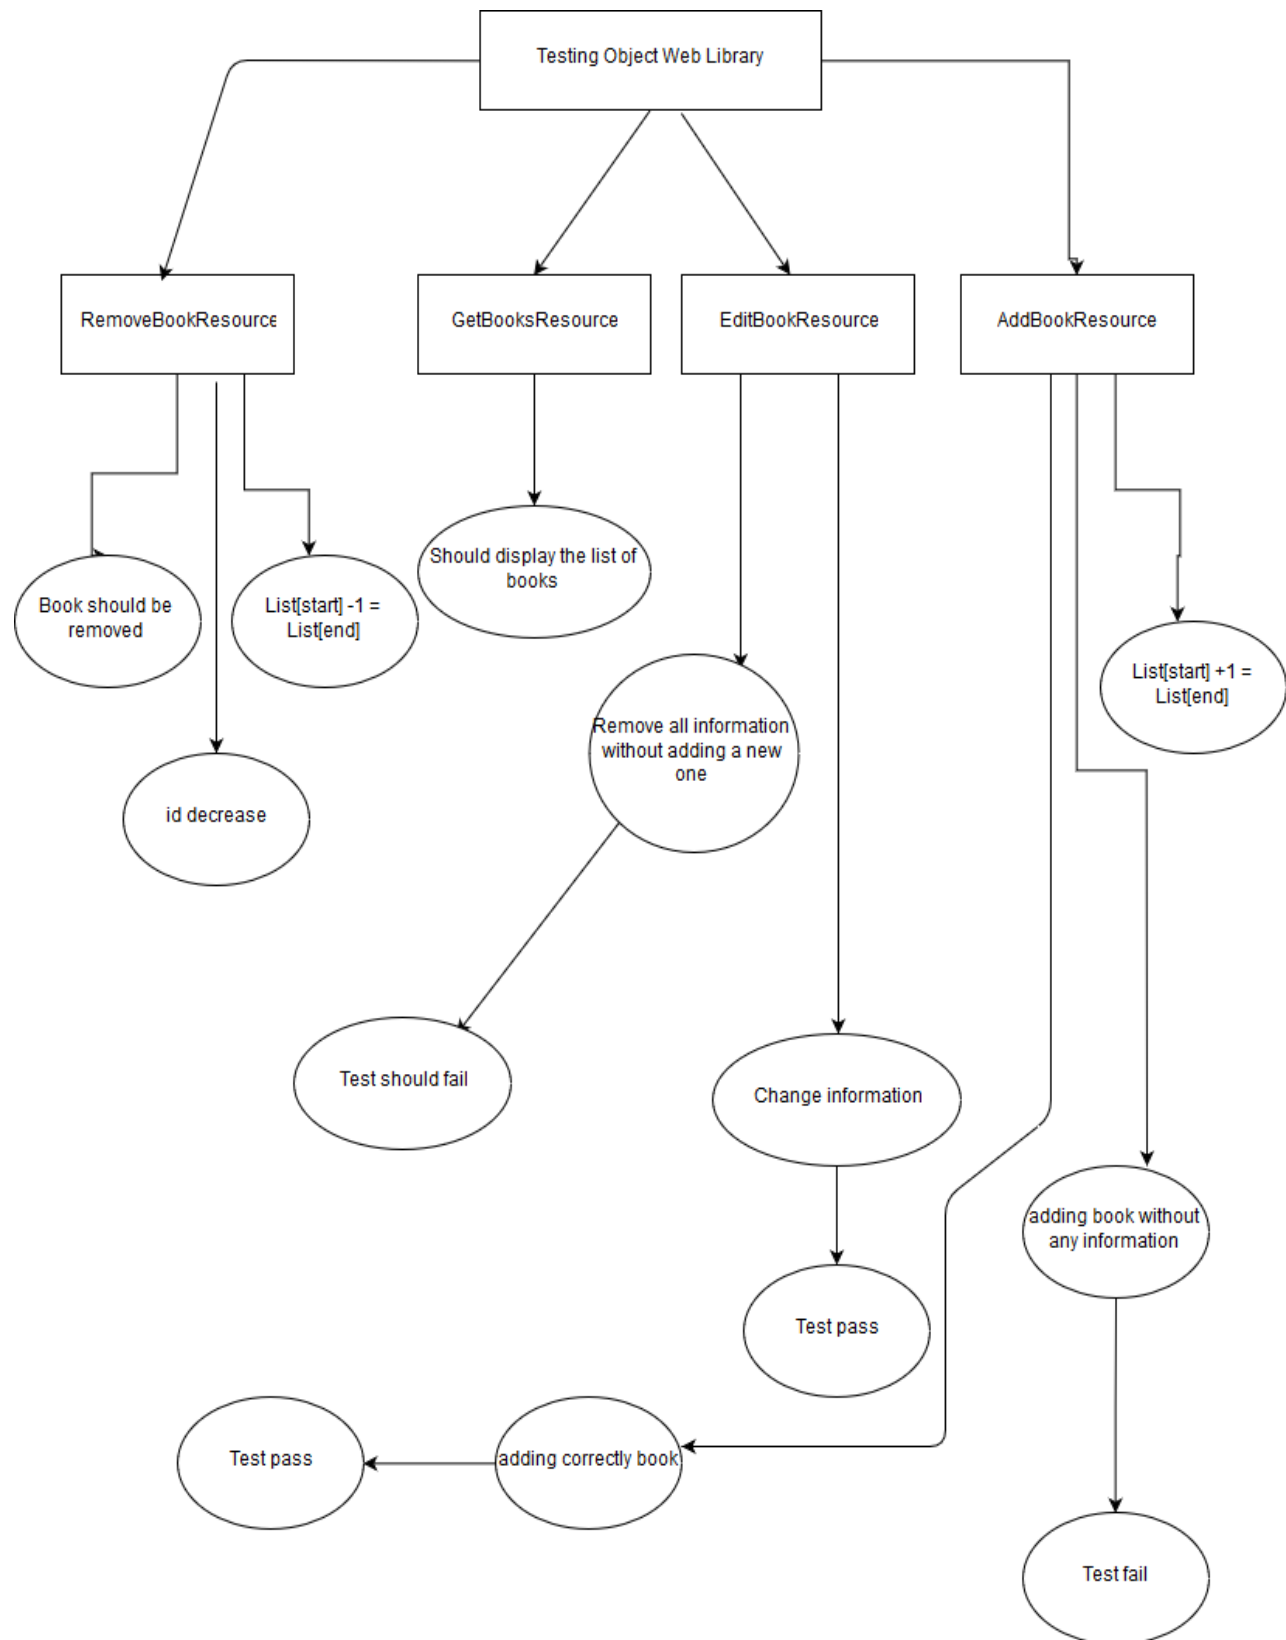 Testing Object Web Library
RemoveBookResource
GetBooksResource
EditBookResource
AddBookResource
Should display the list of
books
Book should be
removed
List[start] -1 =
List[end]
List[start] +1 =
List[end]
Remove all information
without adding a new
one
id decrease
Test should fail
Change information
adding book without
any information
Test pass
Test pass
adding correctly book
Test fail